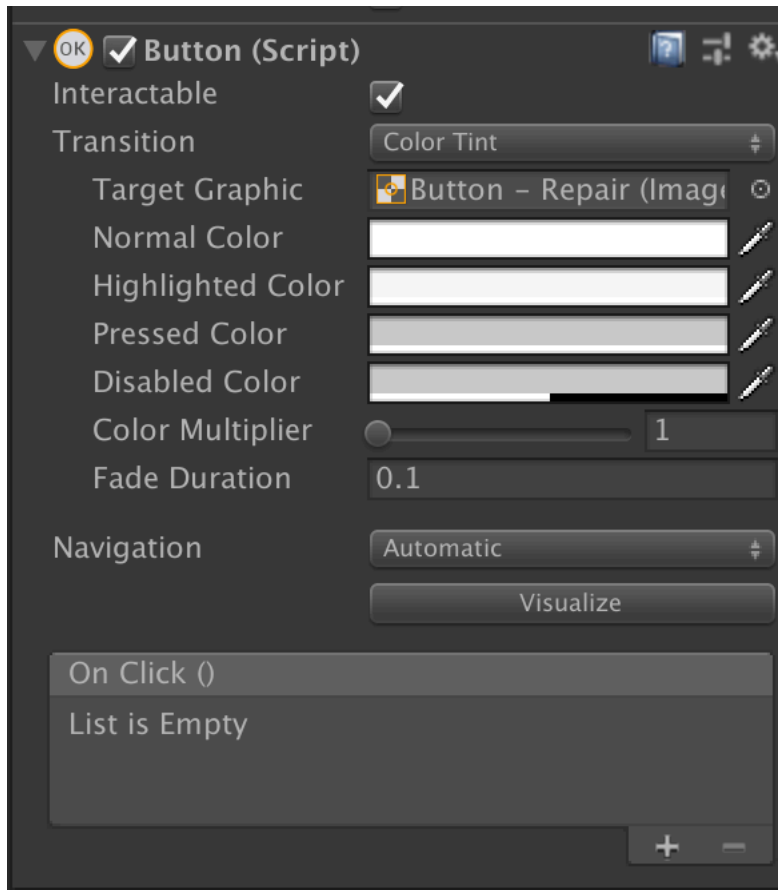 OK Button (Script)
Interactable
Transition Color Tint
Target Graphic Button – Repair (Image
Normal Color
Highlighted Color
Pressed Color
Disabled Color
Color Multiplier 1
Fade Duration 0.1
Navigation Automatic
Visualize
On Click ()
List is Empty